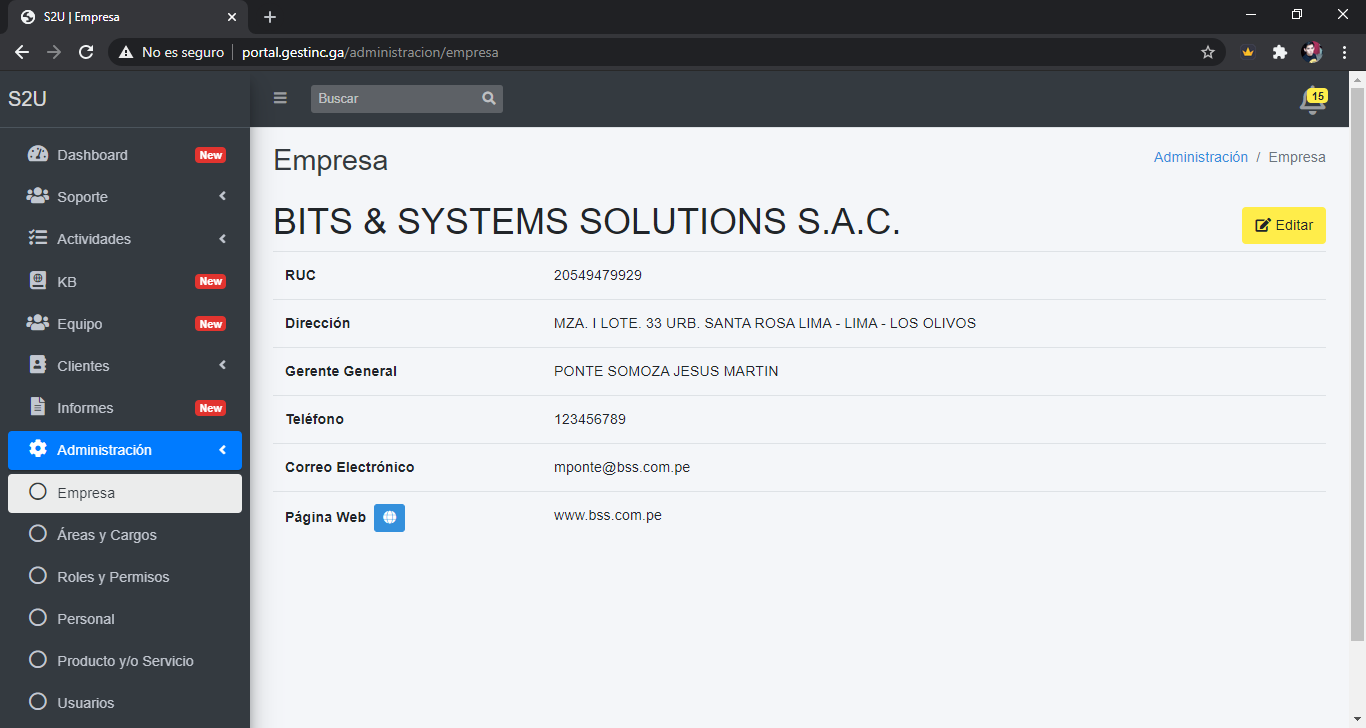 S2U | Empresa
No es seguro portal.gestinc.ga/administracion/empresa
S2U
Buscar
15
Dashboard New
Soporte
Actividades
KB New
Equipo New
Clientes
Informes New
Administración
Empresa
Áreas y Cargos
Roles y Permisos
Personal
Producto y/o Servicio
Usuarios
Empresa
Administración / Empresa
BITS & SYSTEMS SOLUTIONS S.A.C.
Editar
RUC 20549479929
Dirección MZA. I LOTE. 33 URB. SANTA ROSA LIMA - LIMA - LOS OLIVOS
Gerente General PONTE SOMOZA JESUS MARTIN
Teléfono 123456789
Correo Electrónico mponte@bss.com.pe
Página Web www.bss.com.pe